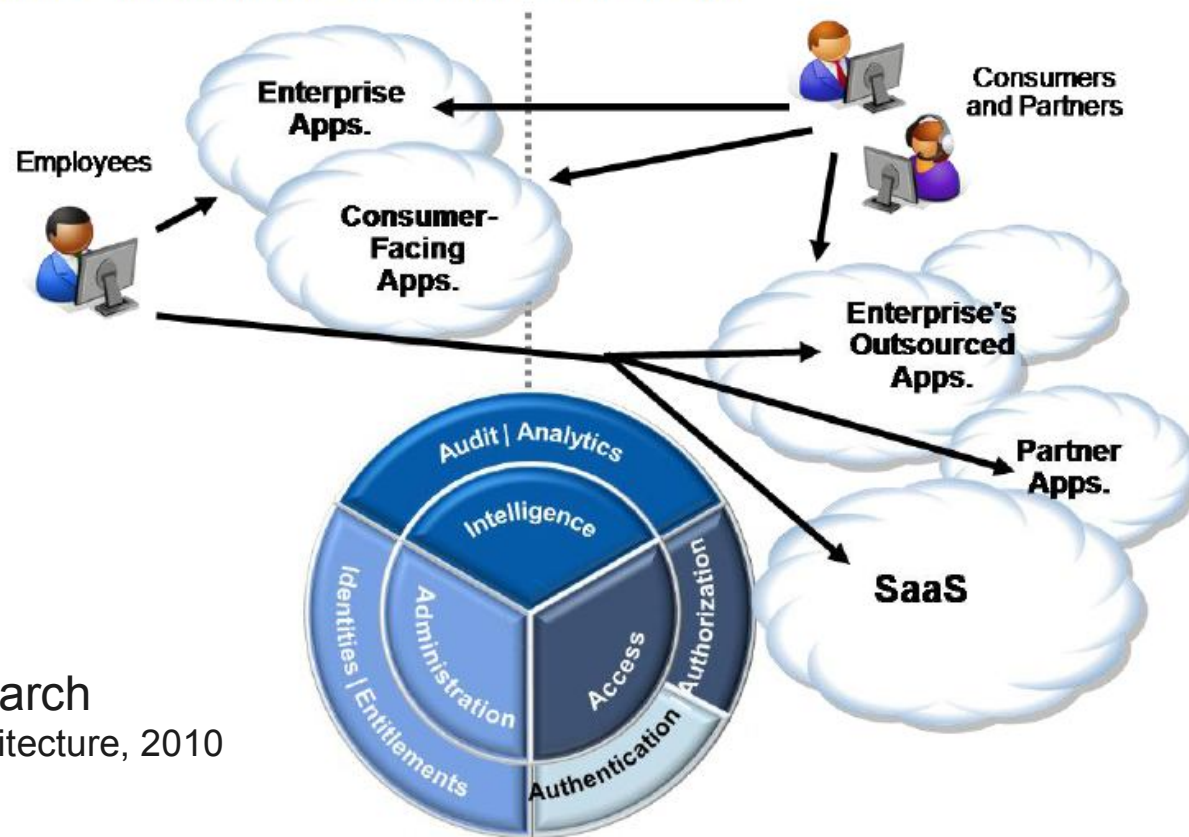 Enterprise
Apps.
Consumers
and Partners
Employees
Consumer-
Facing
Apps.
Enterprise's
Outsourced
Apps.
Partner
Apps.
SaaS
Audit | Analytics
Intelligence
Identities | Entitlements
Administration
Access
Authorization
Authentication
arch
itecture, 2010